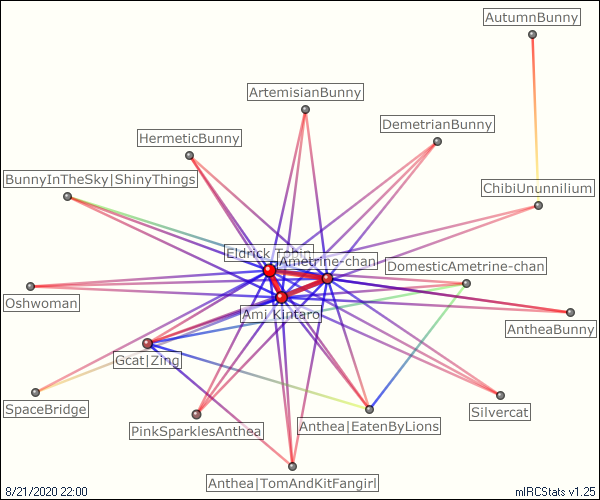 AutumnBunny
ArtemisianBunny
DemetrianBunny
HermeticBunny
BunnyInTheSky|ShinyThings
ChibiUnunnilium
Eldrick Tobin
Ametrine-chan
DomesticAmetrine-chan
Oshwoman
Ami Kintaro
AntheaBunny
Gcat|Zing
SpaceBridge
Silvercat
PinkSparklesAnthea
Anthea|EatenByLions
Anthea|TomAndKitFangirl
8/21/2020 22:00
mIRCStats v1.25